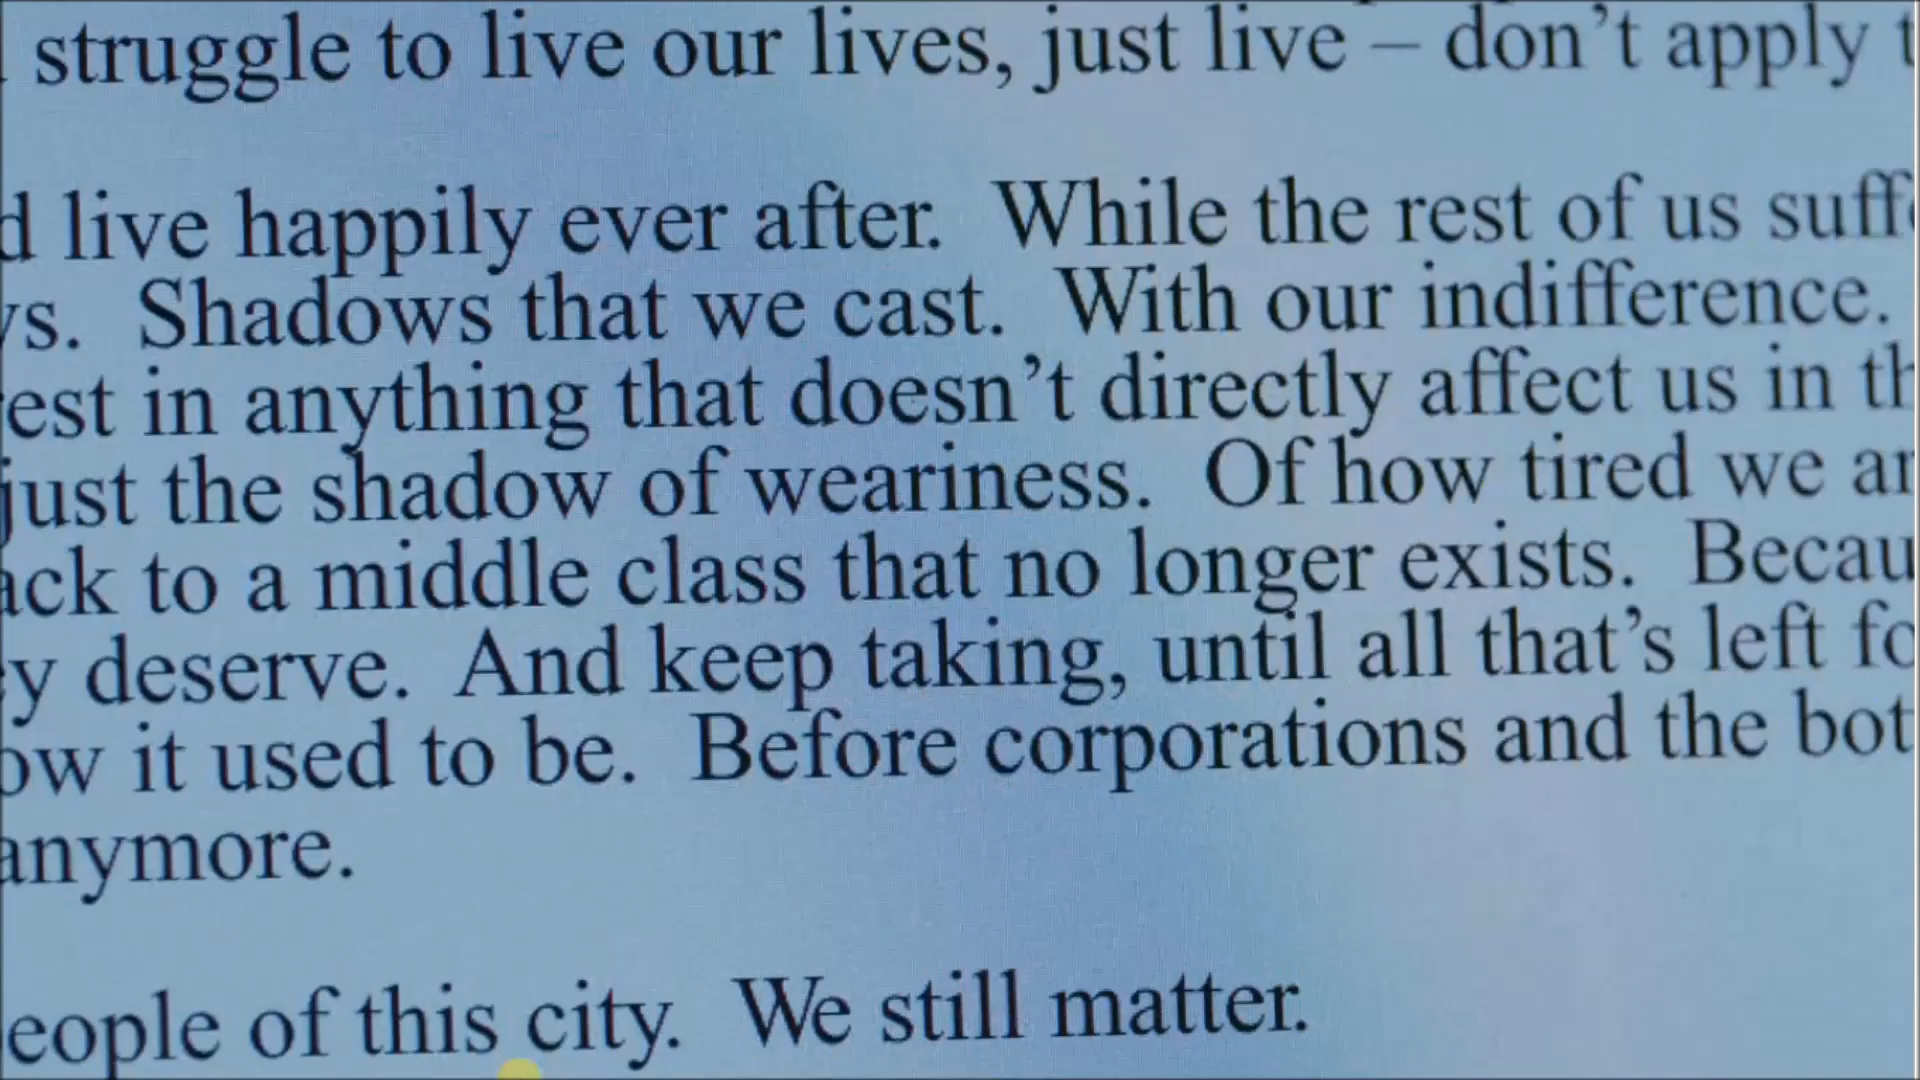 struggle to live our lives, just live – don’t apply
live happily ever after. While the rest of us
Shadows that we cast. With our indifference.
in anything that doesn’t directly affect us in
just the shadow of weariness. Of how tired we
to a middle class that no longer exists.
deserve. And keep taking, until all that’s left
it used to be. Before corporations and the
anymore.
of this city. We still matter.